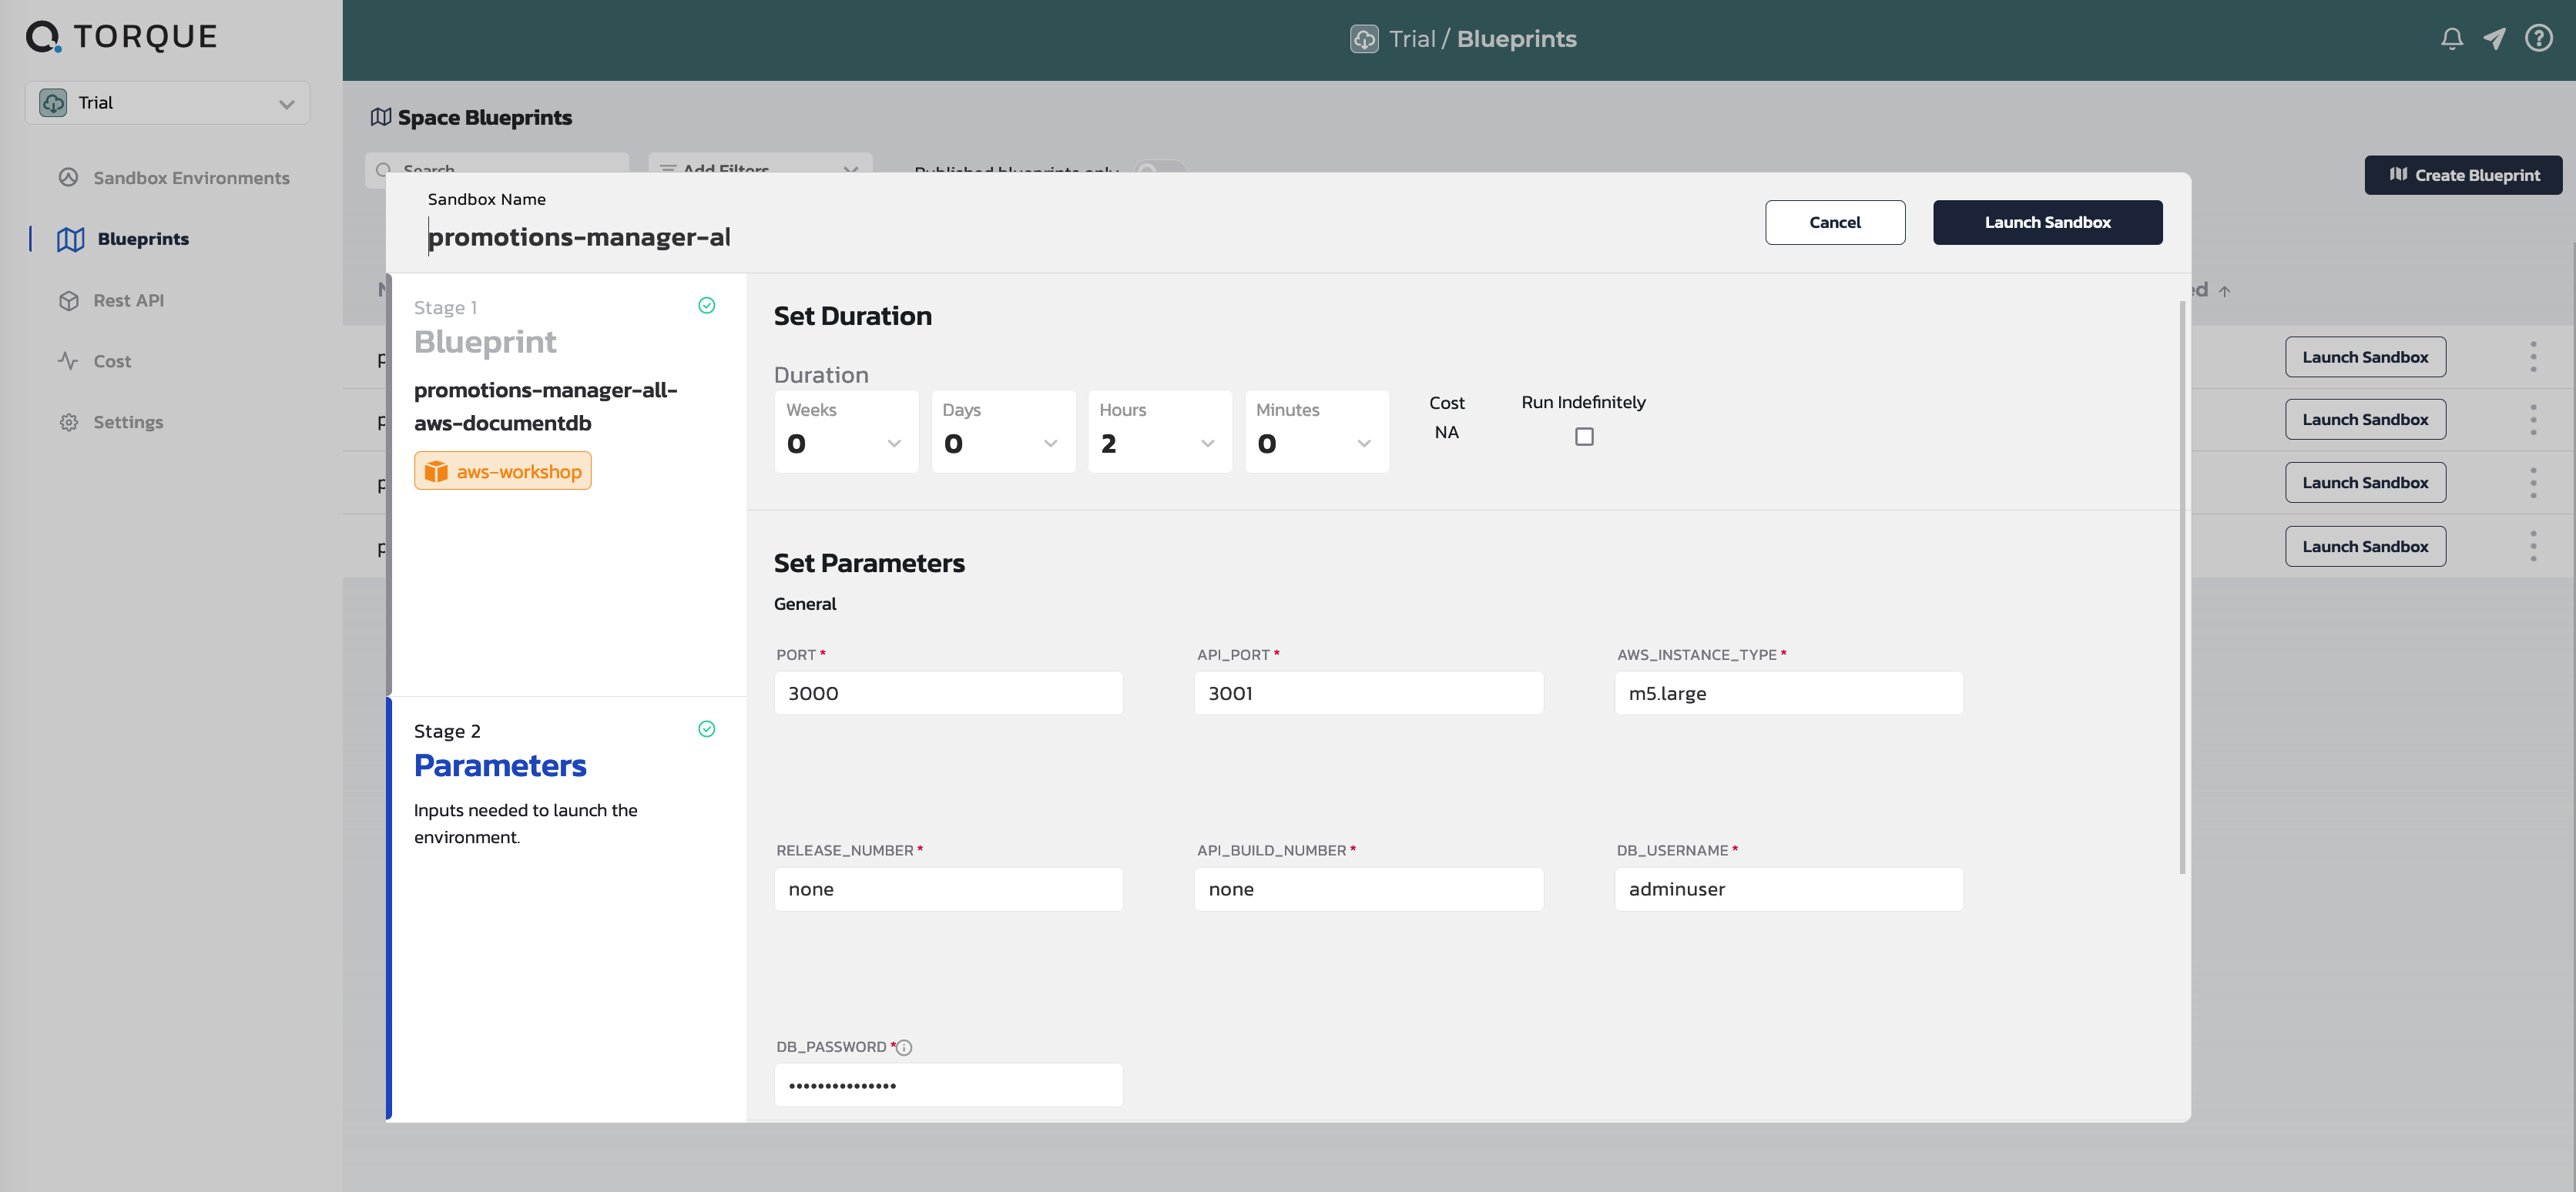 TORQUE
Trial / Blueprints
Trial
Space Blueprints
Search
Add Filters
Published blueprints only
Create Blueprint
Sandbox Environments
Blueprints
Rest API
Cost
Settings
Sandbox Name
promotions-manager-al
Cancel
Launch Sandbox
Stage 1
Blueprint
promotions-manager-all-
aws-documentdb
aws-workshop
Stage 2
Parameters
Inputs needed to launch the
environment.
Set Duration
Duration
Weeks
0
Days
0
Hours
2
Minutes
0
Cost
NA
Run Indefinitely
Set Parameters
General
PORT *
3000
API_PORT *
3001
AWS_INSTANCE_TYPE *
m5.large
RELEASE_NUMBER *
none
API_BUILD_NUMBER *
none
DB_USERNAME *
adminuser
DB_PASSWORD *
•••••••••••••••
Launch Sandbox
Launch Sandbox
Launch Sandbox
Launch Sandbox